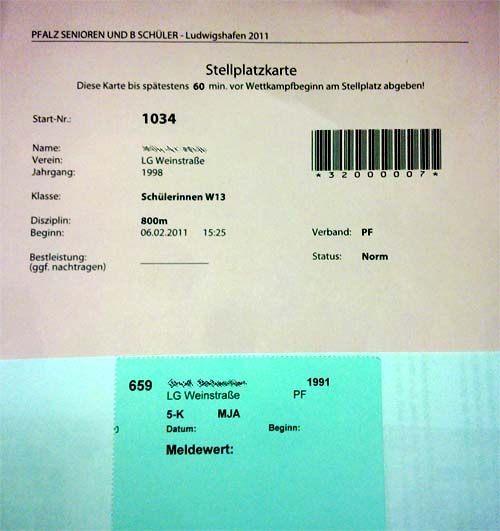 PFALZ SENIOREN UND B SCHÜLER - Ludwigshafen 2011
Stellplatzkarte
Diese Karte bis spätestens 60 min. vor Wettkampfbeginn am Stellplatz abgeben!
Start-Nr.: 1034
Name:
Verein: LG Weinstraße
Jahrgang: 1998
*32000007*
Klasse: Schülerinnen W13
Disziplin: 800m
Beginn: 06.02.2011 15:25 Verband: PF
Bestleistung: Status: Norm
(ggf. nachtragen)
659 1991
LG Weinstraße PF
5-K MJA
Datum: Beginn:
Meldewert: